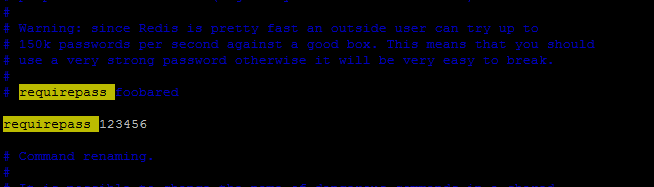 #
# Warning: since Redis is pretty fast an outside user can try up to
# 150k passwords per second against a good box. This means that you should
# use a very strong password otherwise it will be very easy to break.
#
# requirepass foobared
requirepass 123456
# Command renaming.
#